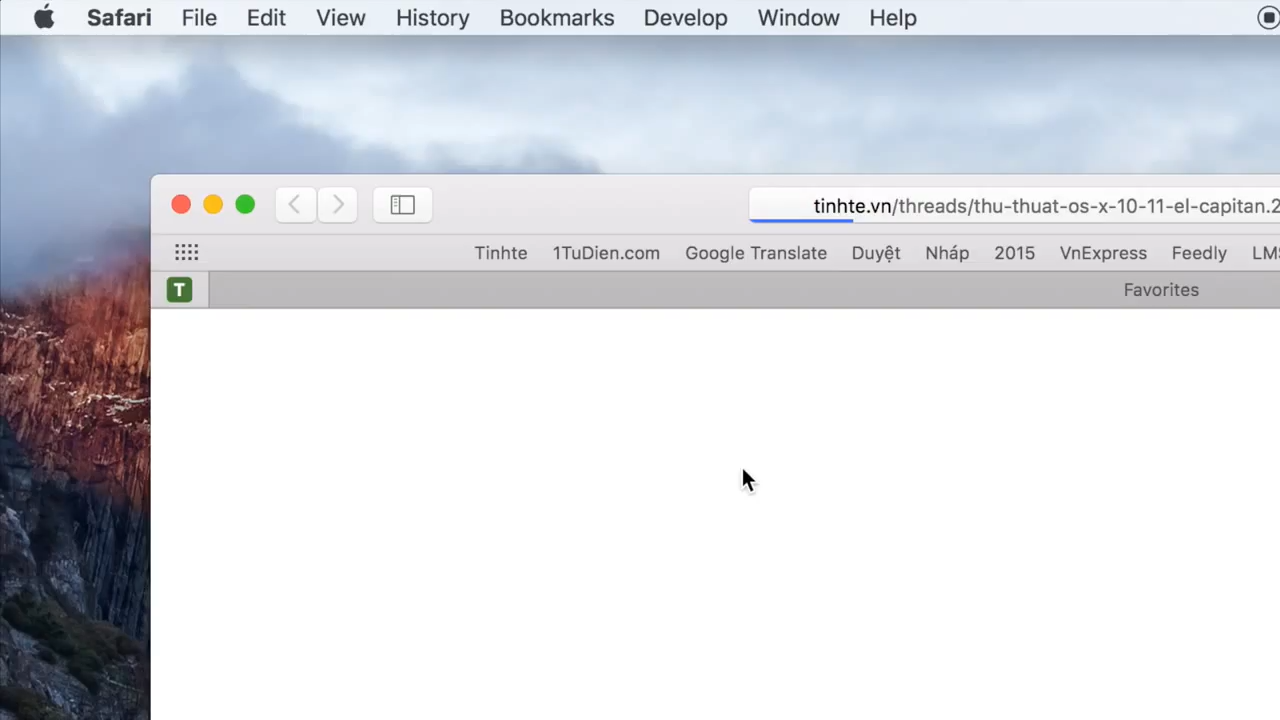 Safari File Edit View History Bookmarks Develop Window Help
tinhte.vn/threads/thu-thuat-os-x-10-11-el-capitan.2
Tinhte 1TuDien.com Google Translate Duyệt Nháp 2015 VnExpress Feedly LMS
T Favorites